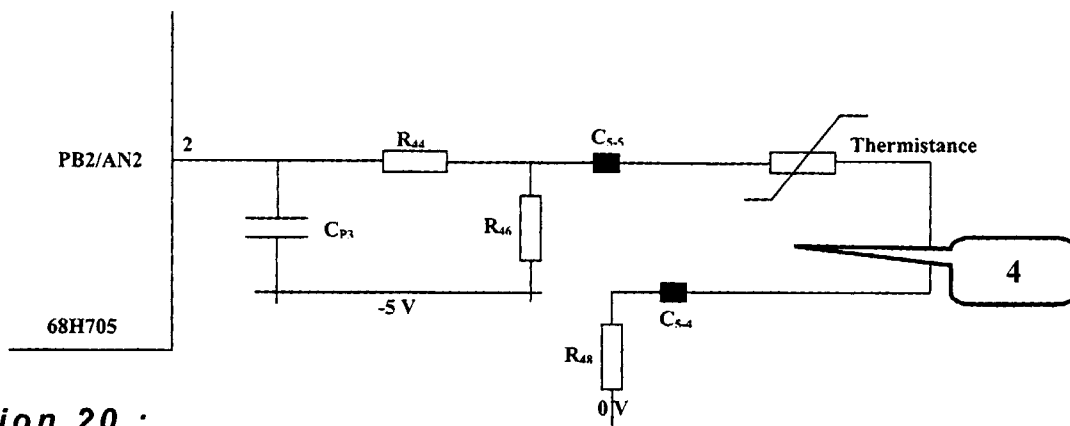 2
R44
C5-5
Thermistance
PB2/AN2
CP3
R46
4
-5 V
C5-4
68H705
R48
0 V
ion 20 :